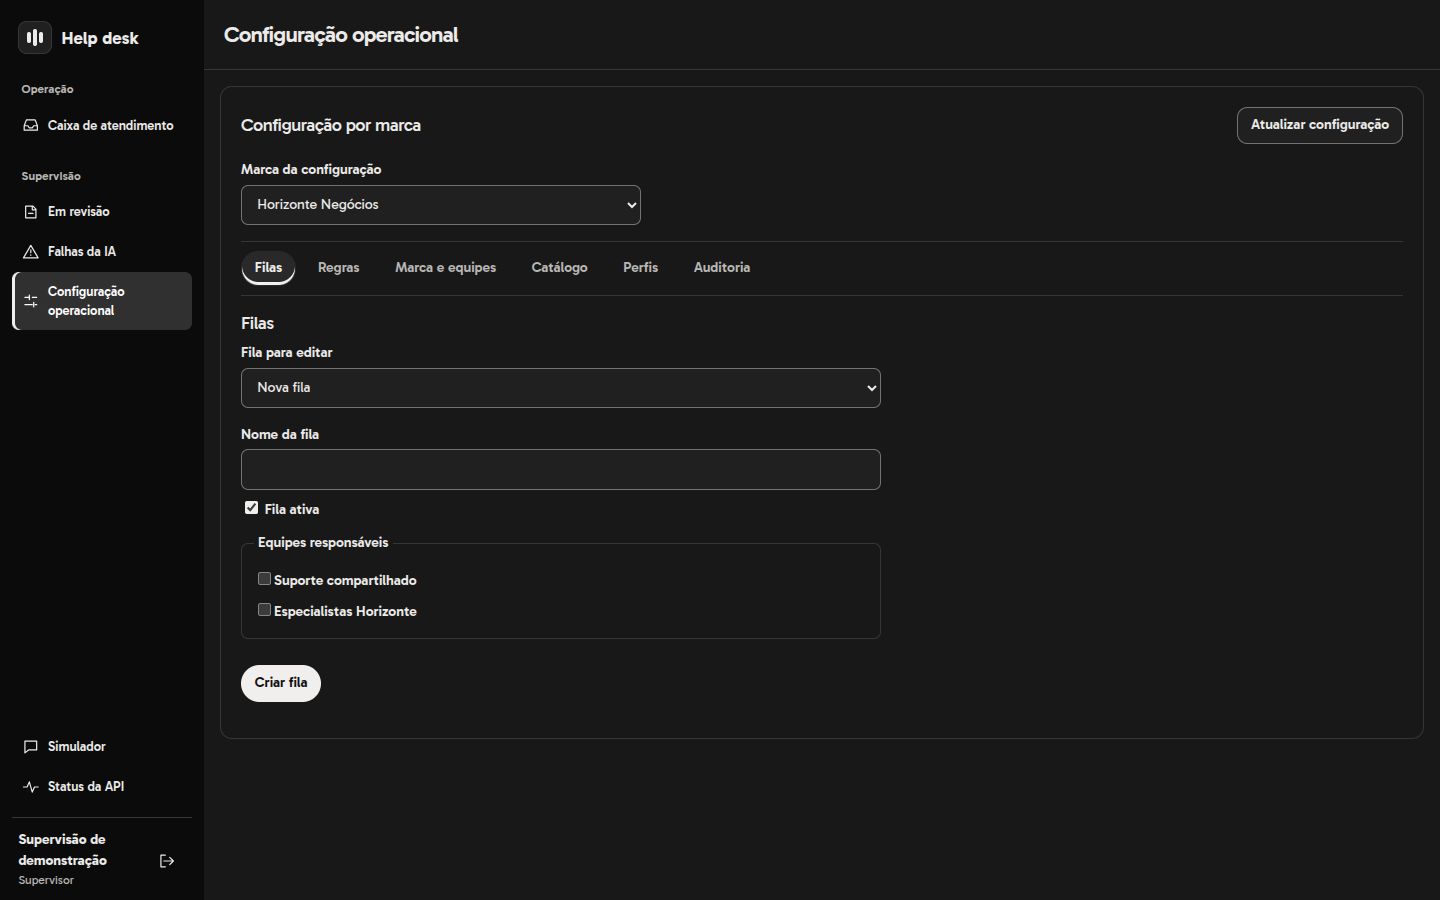 Help desk
Operação
Caixa de atendimento
Supervisão
Em revisão
Falhas da IA
Configuração
operacional
Simulador
Status da API
Supervisão de
demonstração
Supervisor
Configuração operacional
Configuração por marca
Atualizar configuração
Marca da configuração
Horizonte Negócios
Filas
Regras
Marca e equipes
Catálogo
Perfis
Auditoria
Filas
Fila para editar
Nova fila
Nome da fila
Fila ativa
Equipes responsáveis
Suporte compartilhado
Especialistas Horizonte
Criar fila